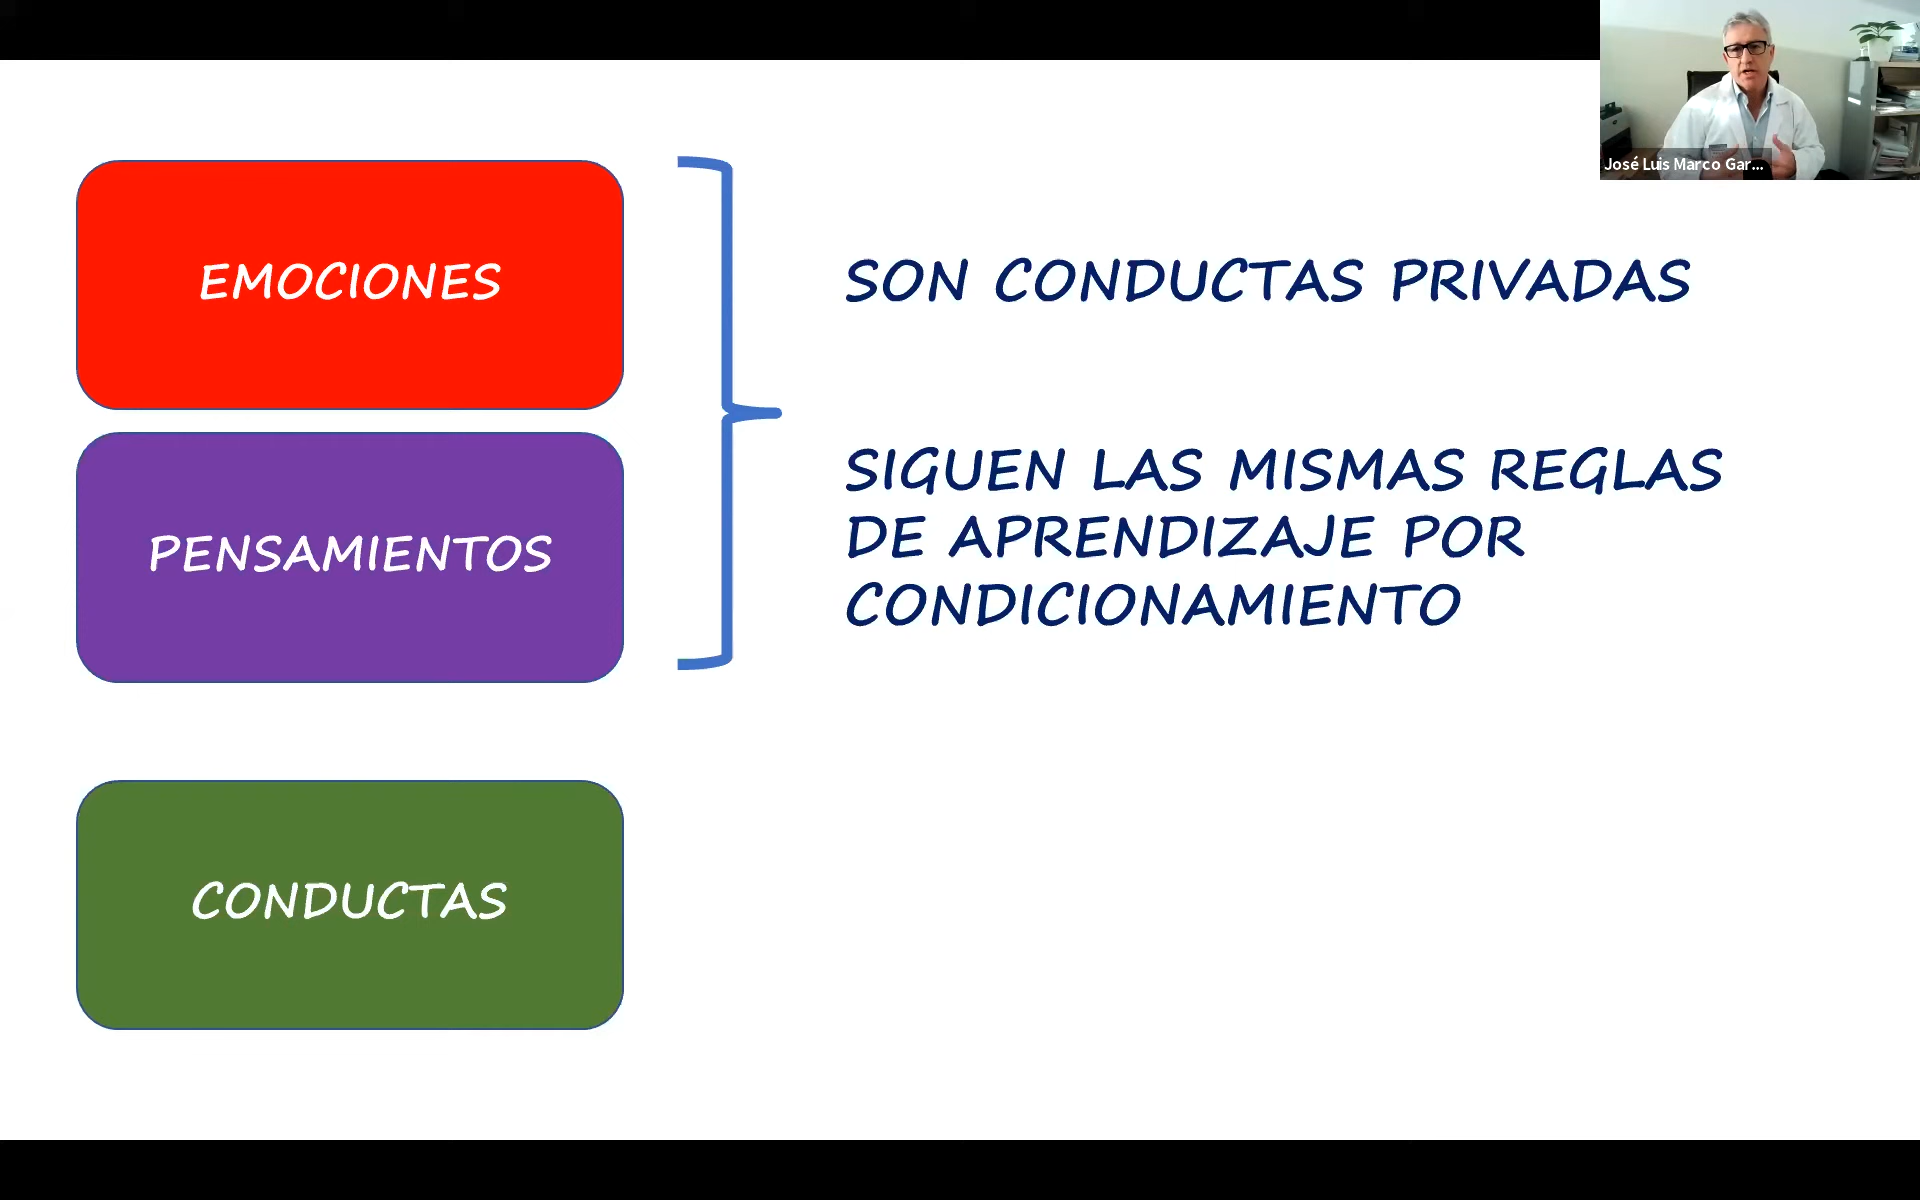 José Luis Marco Gar...
EMOCIONES
PENSAMIENTOS
CONDUCTAS
SON CONDUCTAS PRIVADAS
SIGUEN LAS MISMAS REGLAS
DE APRENDIZAJE POR
CONDICIONAMIENTO